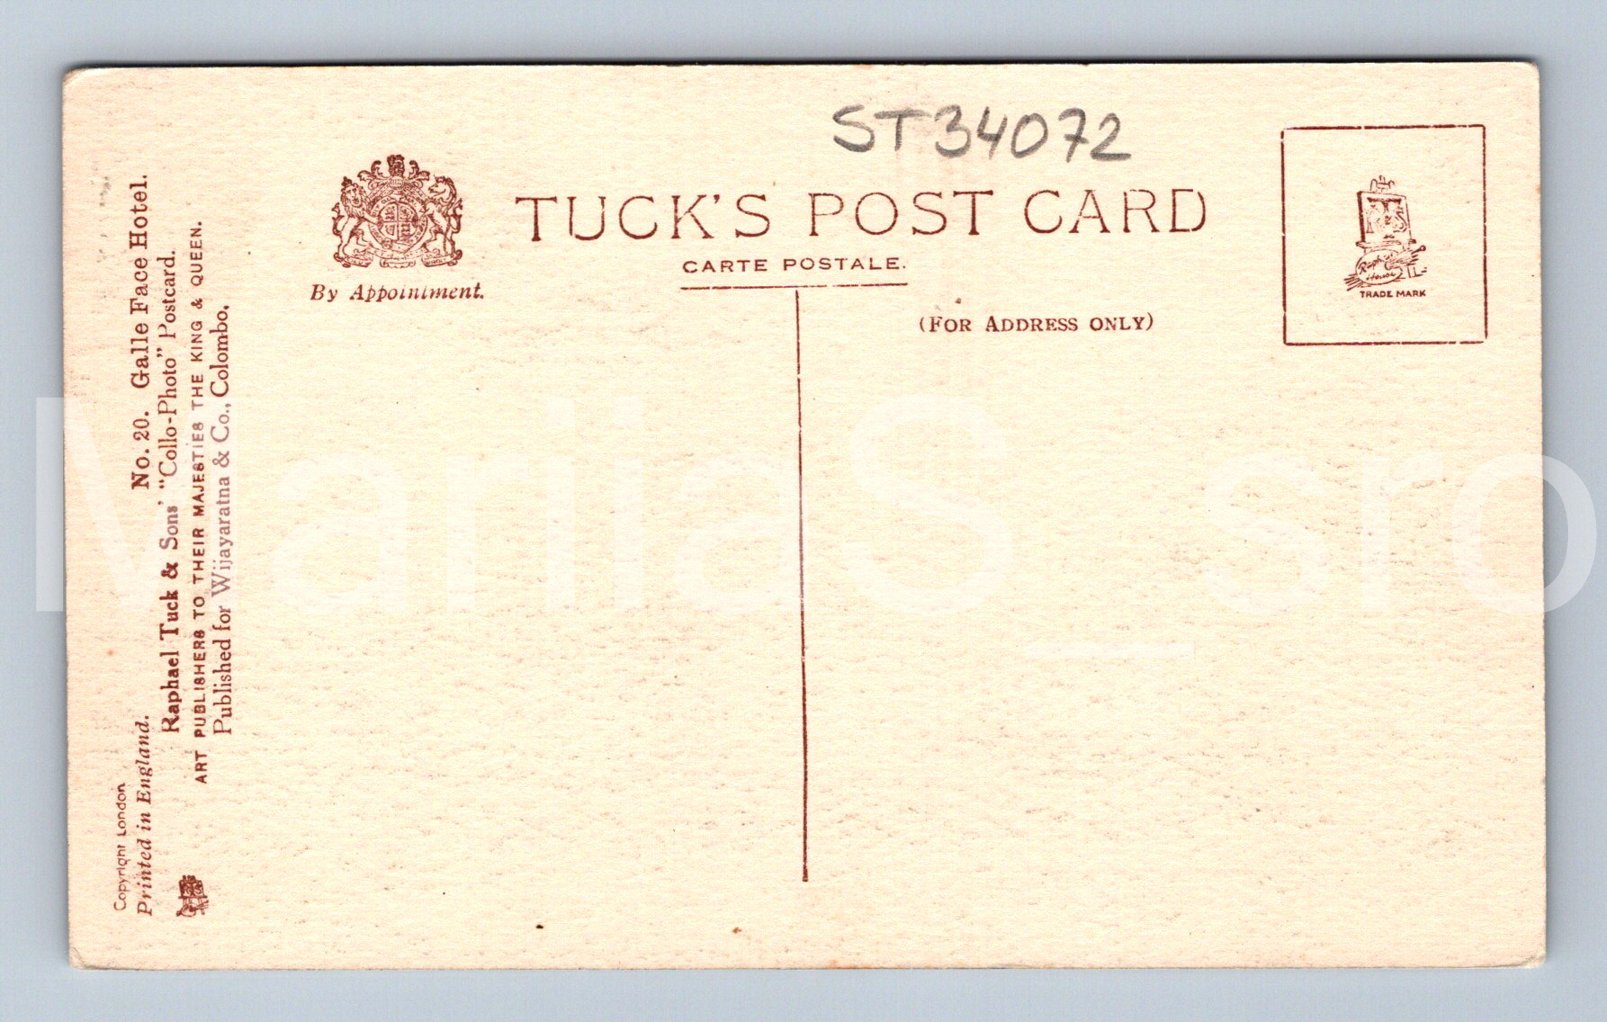 ST34072
TUCK'S POST CARD
CARTE POSTALE.
By Appointment.
(FOR ADDRESS ONLY)
TRADE MARK
No. 20. Galle Face Hotel.
Raphael Tuck & Sons' "Collo-Photo" Postcard.
ART PUBLISHERS TO THEIR MAJESTIES THE KING & QUEEN.
Published for Wijayaratna & Co., Colombo.
Copyright London
Printed in England.
MariaS_sro